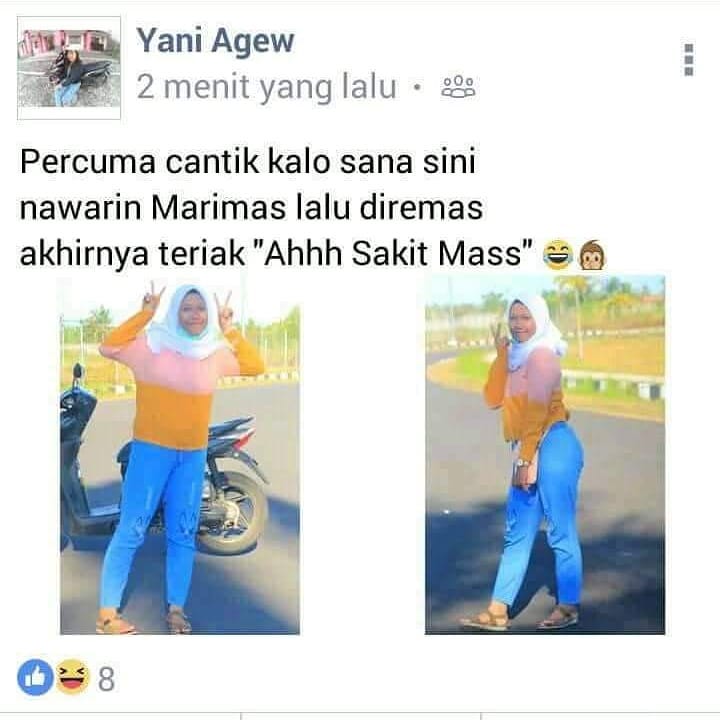 Yani Agew
2 menit yang lalu ·
Percuma cantik kalo sana sini
nawarin Marimas lalu diremas
akhirnya teriak "Ahhh Sakit Mass" 😂🐵
8